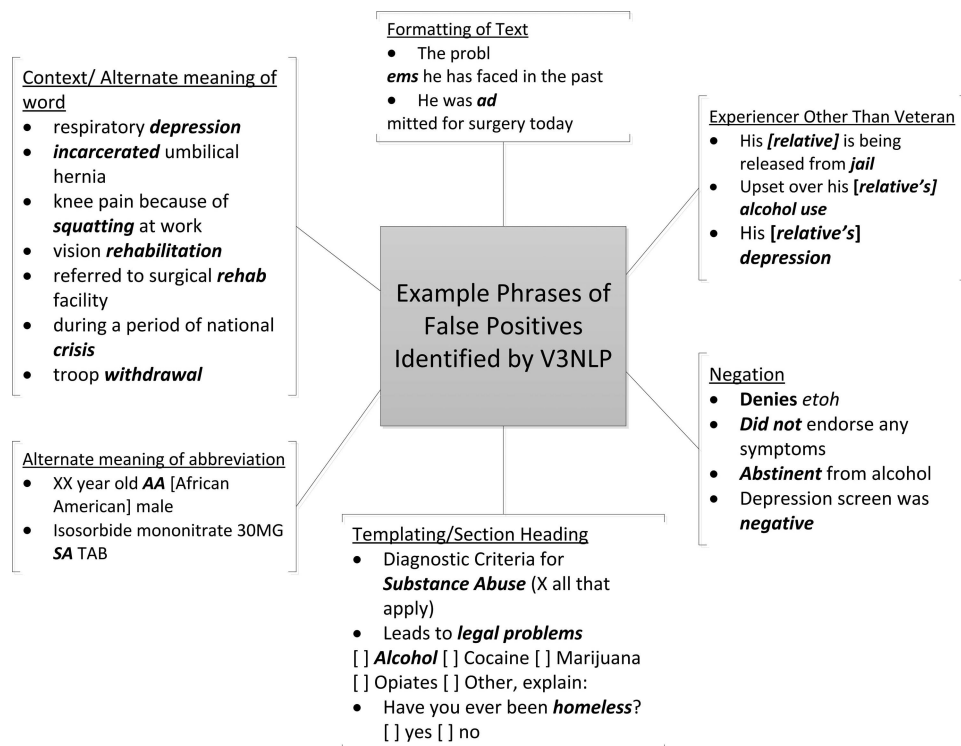 Formatting of Text
• The probl
ems he has faced in the past
• He was ad
mitted for surgery today
Context/ Alternate meaning of
word
• respiratory depression
• incarcerated umbilical
hernia
• knee pain because of
squatting at work
• vision rehabilitation
• referred to surgical rehab
facility
• during a period of national
crisis
• troop withdrawal
Experiencer Other Than Veteran
• His [relative] is being
released from jail
• Upset over his [relative's]
alcohol use
• His [relative's]
depression
Example Phrases of
False Positives
Identified by V3NLP
Negation
• Denies etoh
• Did not endorse any
symptoms
• Abstinent from alcohol
• Depression screen was
negative
Alternate meaning of abbreviation
• XX year old AA [African
American] male
• Isosorbide mononitrate 30MG
SA TAB
Templating/Section Heading
• Diagnostic Criteria for
Substance Abuse (X all that
apply)
• Leads to legal problems
[ ] Alcohol [ ] Cocaine [ ] Marijuana
[ ] Opiates [ ] Other, explain:
• Have you ever been homeless?
[ ] yes [ ] no